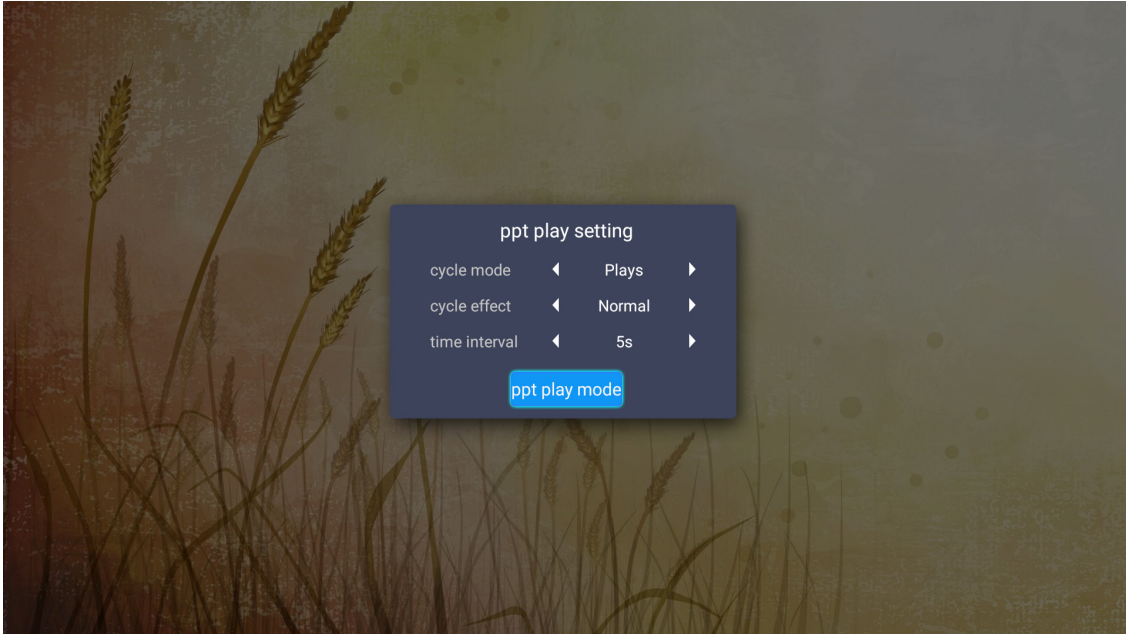 ppt play setting
cycle mode Plays
cycle effect Normal
time interval 5s
ppt play mode